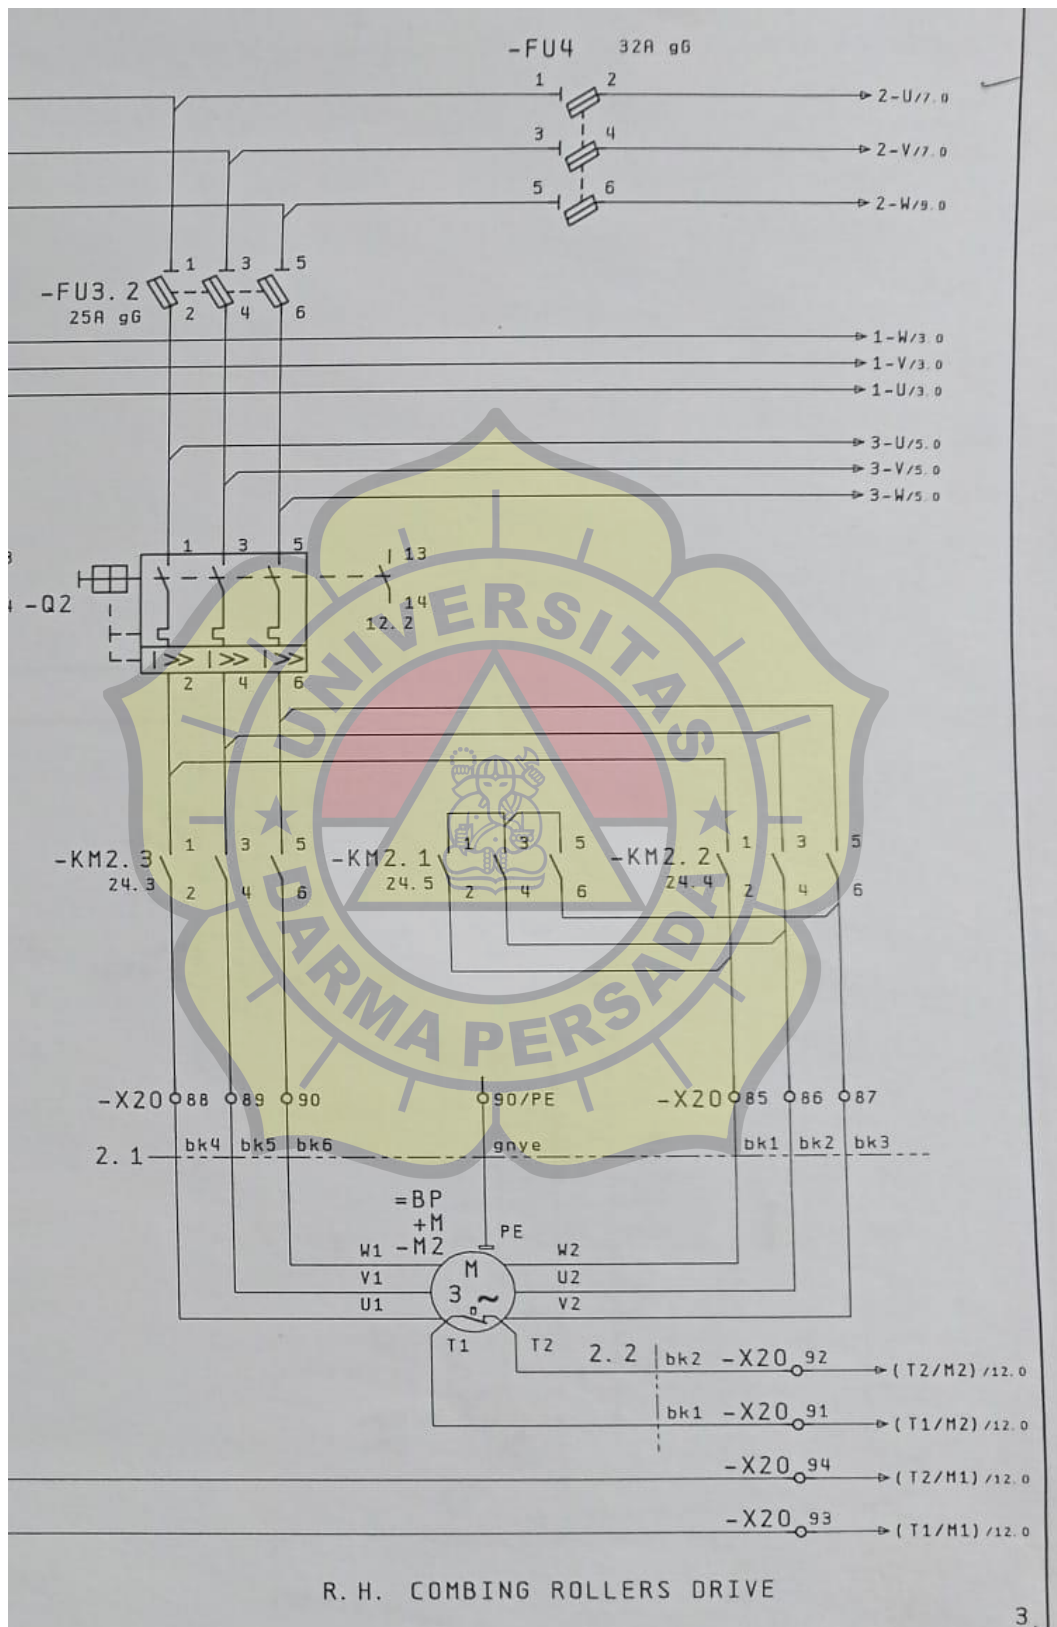 -FU4 32A gG
1 2
2-U/7.0
3 4
2-V/7.0
5 6
2-W/9.0
1 3 5
-FU3.2
25A gG 2 4 6
1-W/3.0
1-V/3.0
1-U/3.0
3-U/5.0
3-V/5.0
3-W/5.0
1 3 5 13
-Q2 14
12.2
2 4 6
UNIVERSITAS
DARMA PERSADA
1 3 5 1 3 5 1 3 5
-KM2.3 -KM2.1 -KM2.2
24.3 24.5 24.4
2 4 6 2 4 6 2 4 6
-X20 88 89 90 90/PE -X20 85 86 87
bk4 bk5 bk6 gnye bk1 bk2 bk3
2.1
=BP
+M
-M2 PE
W1 M W2
V1 3 ~ U2
U1 V2
T1 T2
2.2 bk2 -X20 92 (T2/M2)/12.0
bk1 -X20 91 (T1/M2)/12.0
-X20 94 (T2/M1)/12.0
-X20 93 (T1/M1)/12.0
R.H. COMBING ROLLERS DRIVE
3.